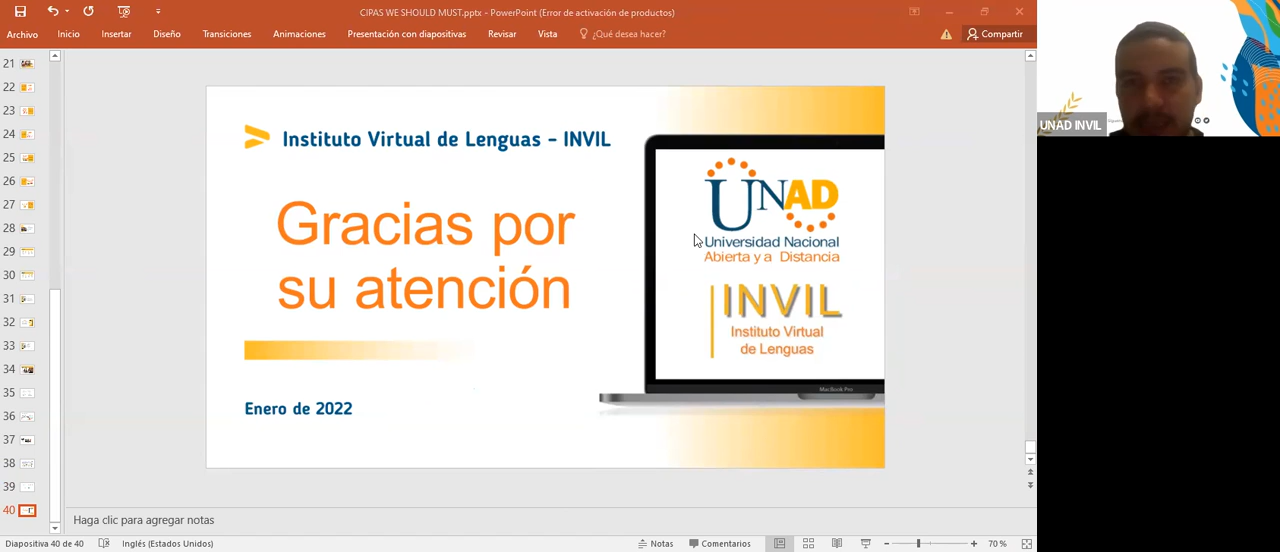 CIPAS WE SHOULD MUST.pptx - PowerPoint (Error de activación de productos)
Archivo Inicio Insertar Diseño Transiciones Animaciones Presentación con diapositivas Revisar Vista ¿Qué desea hacer? Compartir
21
22
23
24
25
26
27
28
29
30
31
32
33
34
35
36
37
38
39
40
Instituto Virtual de Lenguas - INVIL
Gracias por
su atención
Enero de 2022
UNAD
Universidad Nacional
Abierta y a Distancia
INVIL
Instituto Virtual
de Lenguas
MacBook Pro
UNAD INVIL
Haga clic para agregar notas
Diapositiva 40 de 40 Inglés (Estados Unidos) Notas Comentarios 70 %